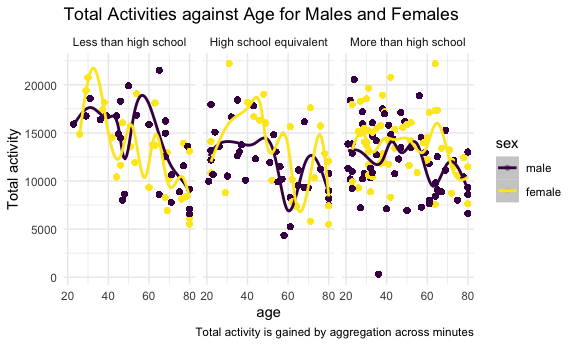 Total Activities against Age for Males and Females
Less than high school
High school equivalent
More than high school
Total activity
20000
15000
10000
5000
0
20 40 60 80
20 40 60 80
20 40 60 80
age
sex
male
female
Total activity is gained by aggregation across minutes